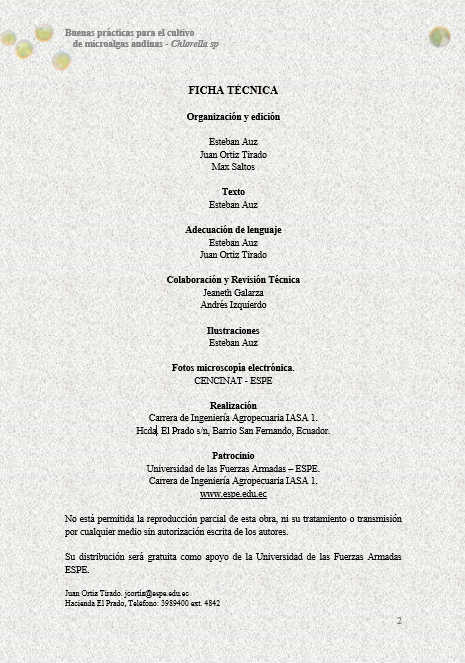 Buenas prácticas para el cultivo
de microalgas andinas - Chlorella sp
FICHA TÉCNICA
Organización y edición
Esteban Auz
Juan Ortiz Tirado
Max Saltos
Texto
Esteban Auz
Adecuación de lenguaje
Esteban Auz
Juan Ortiz Tirado
Colaboración y Revisión Técnica
Jeaneth Galarza
Andrés Izquierdo
Ilustraciones
Esteban Auz
Fotos microscopía electrónica.
CENCINAT - ESPE
Realización
Carrera de Ingeniería Agropecuaria IASA 1.
Hcda. El Prado s/n, Barrio San Fernando, Ecuador.
Patrocinio
Universidad de las Fuerzas Armadas – ESPE.
Carrera de Ingeniería Agropecuaria IASA 1.
www.espe.edu.ec
No está permitida la reproducción parcial de esta obra, ni su tratamiento o transmisión
por cualquier medio sin autorización escrita de los autores.
Su distribución será gratuita como apoyo de la Universidad de las Fuerzas Armadas
ESPE.
Juan Ortiz Tirado. jcortiz@espe.edu.ec
Hacienda El Prado, Teléfono: 3989400 ext. 4842
2